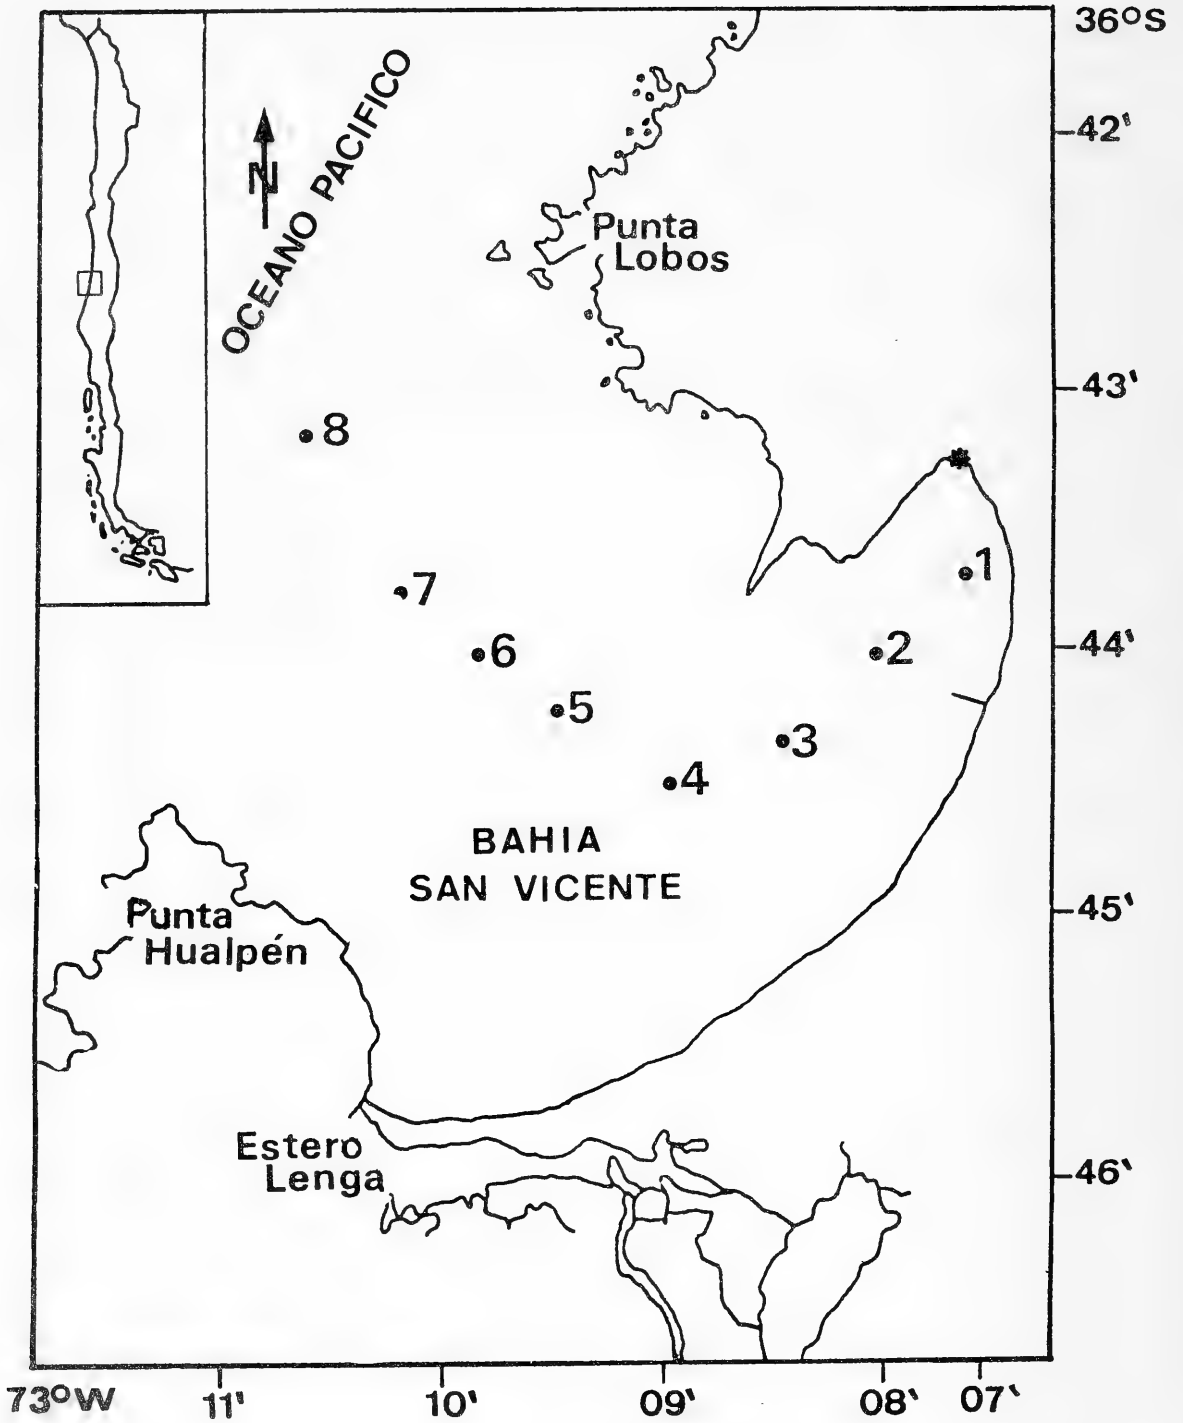 36°S
42'
OCEANO PACIFICO
N
Punta
Lobos
43'
8
1
7
44'
2
6
5
3
4
BAHIA
SAN VICENTE
45'
Punta
Hualpén
Estero
Lenga
46'
73°W
11'
10'
09'
08'
07'